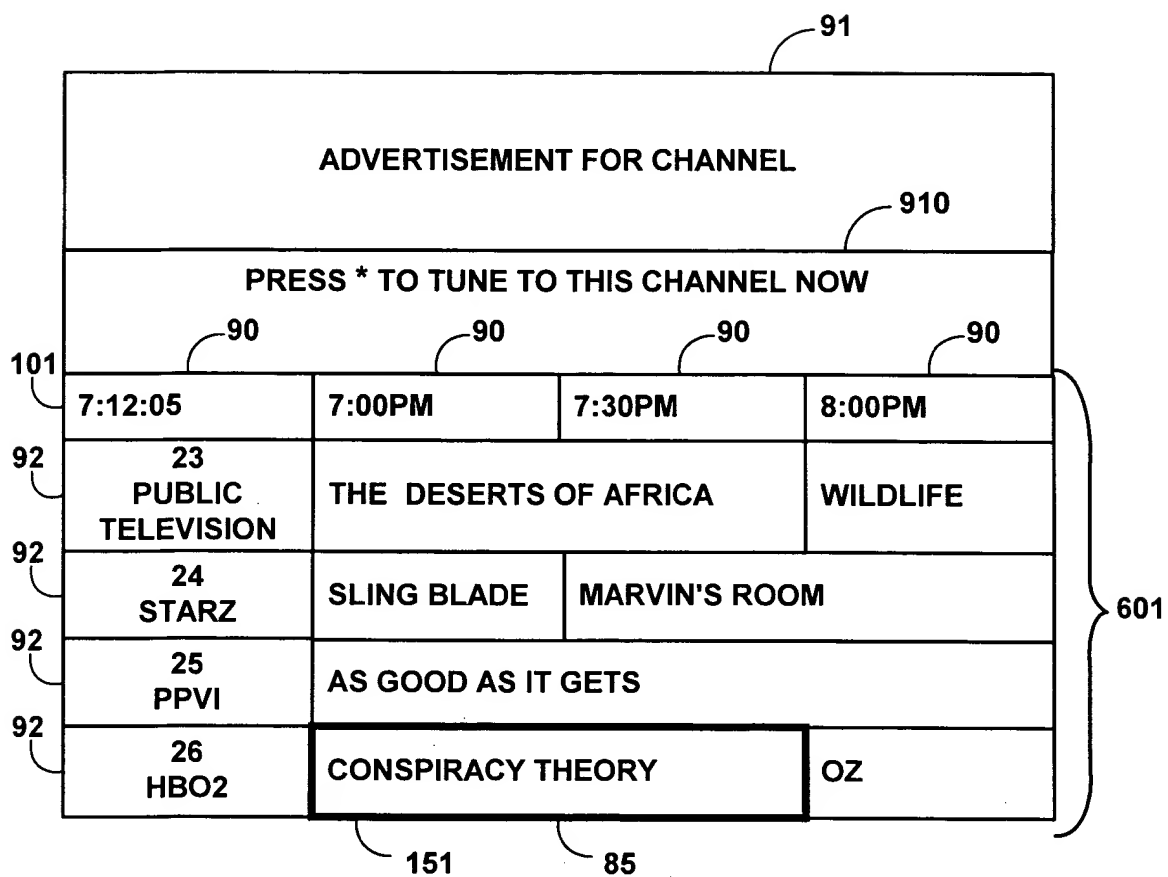 91
ADVERTISEMENT FOR CHANNEL
910
PRESS * TO TUNE TO THIS CHANNEL NOW
90 90 90 90
101
7:12:05 7:00PM 7:30PM 8:00PM
92
23
PUBLIC
TELEVISION
THE DESERTS OF AFRICA
WILDLIFE
92
24
STARZ
SLING BLADE
MARVIN'S ROOM
601
92
25
PPVI
AS GOOD AS IT GETS
92
26
HBO2
CONSPIRACY THEORY
OZ
151 85